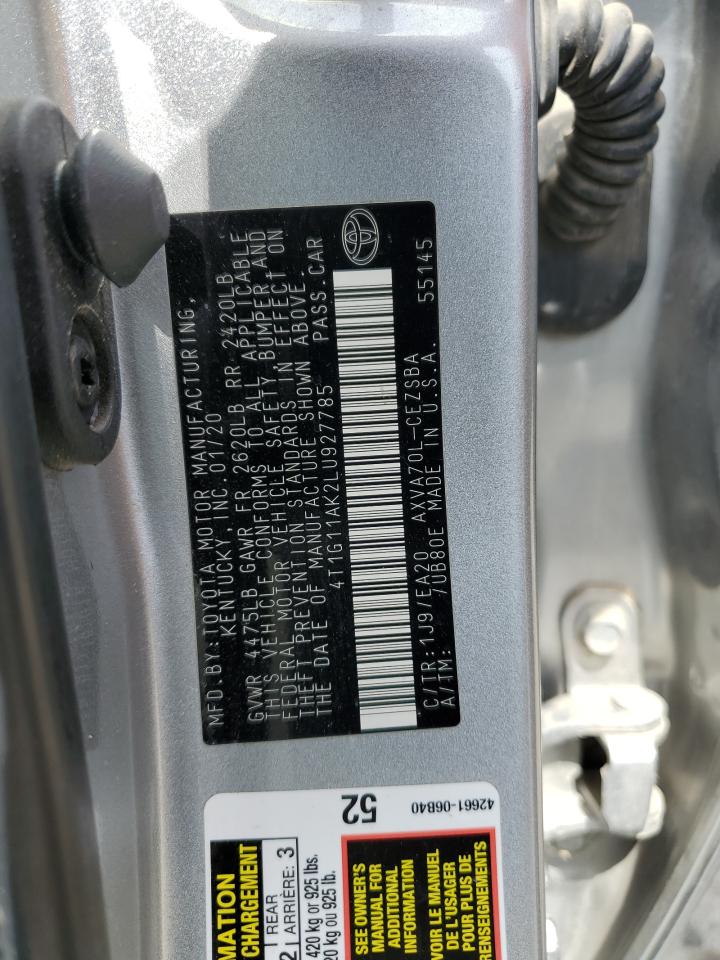 MFD.BY:TOYOTA MOTOR MANUFACTURING,
KENTUCKY, INC.01/20
GVWR 4475LB GAWR FR 2620LB RR 2420LB
THIS VEHICLE CONFORMS TO ALL APPLICABLE
FEDERAL MOTOR VEHICLE SAFETY, BUMPER AND
THEFT PREVENTION STANDARDS IN EFFECT ON
THE DATE OF MANUFACTURE SHOWN ABOVE.
4T1G11AK2LU927785 PASS.CAR
C/TR:1J9/EA20 AXVA70L-CEZSBA
A/TM: /UB80E MADE IN U.S.A. 55145
52
42661-06B40
MATION
CHARGEMENT
2 REAR 3
ARRIÈRE:
420 kg or 925 lbs.
20 kg ou 925 lb.
SEE OWNER'S
MANUAL FOR
ADDITIONAL
INFORMATION
VOIR LE MANUEL
DE L'USAGER
POUR PLUS DE
RENSEIGNEMENTS